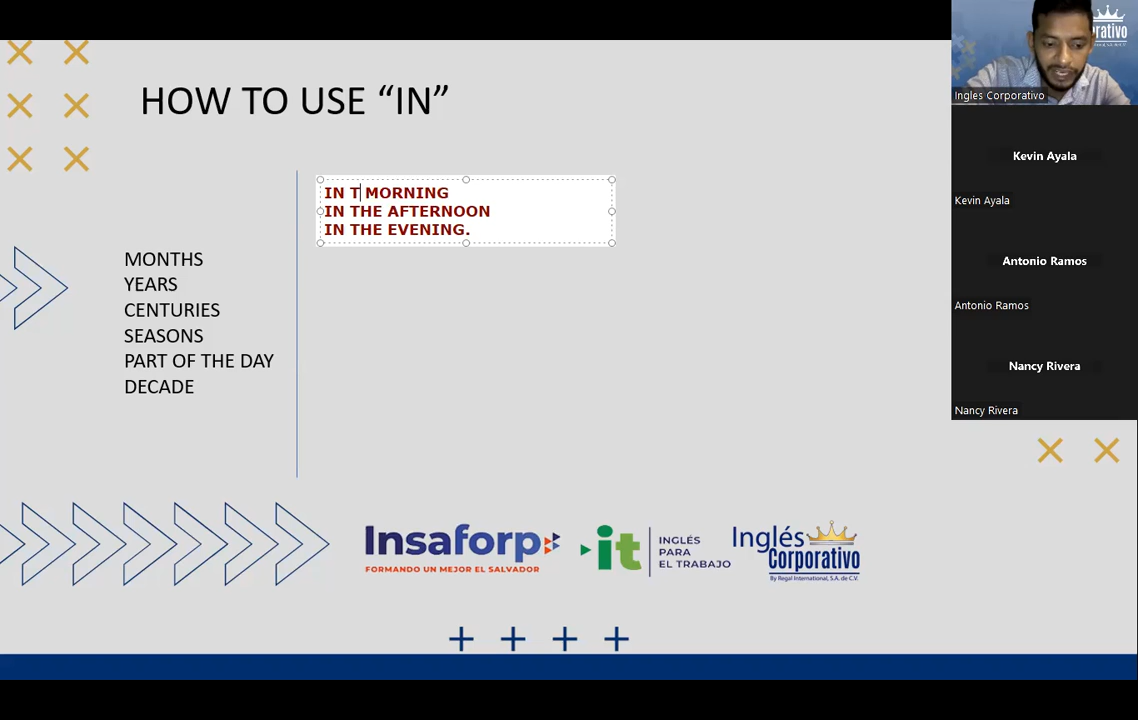 HOW TO USE “IN”
IN T MORNING
IN THE AFTERNOON
IN THE EVENING.
MONTHS
YEARS
CENTURIES
SEASONS
PART OF THE DAY
DECADE
Insaforp
FORMANDO UN MEJOR EL SALVADOR
it
INGLÉS
PARA
EL TRABAJO
Inglés
Corporativo
By Regal International, S.A. de C.V.
rativo
Ingles Corporativo
Kevin Ayala
Kevin Ayala
Antonio Ramos
Antonio Ramos
Nancy Rivera
Nancy Rivera